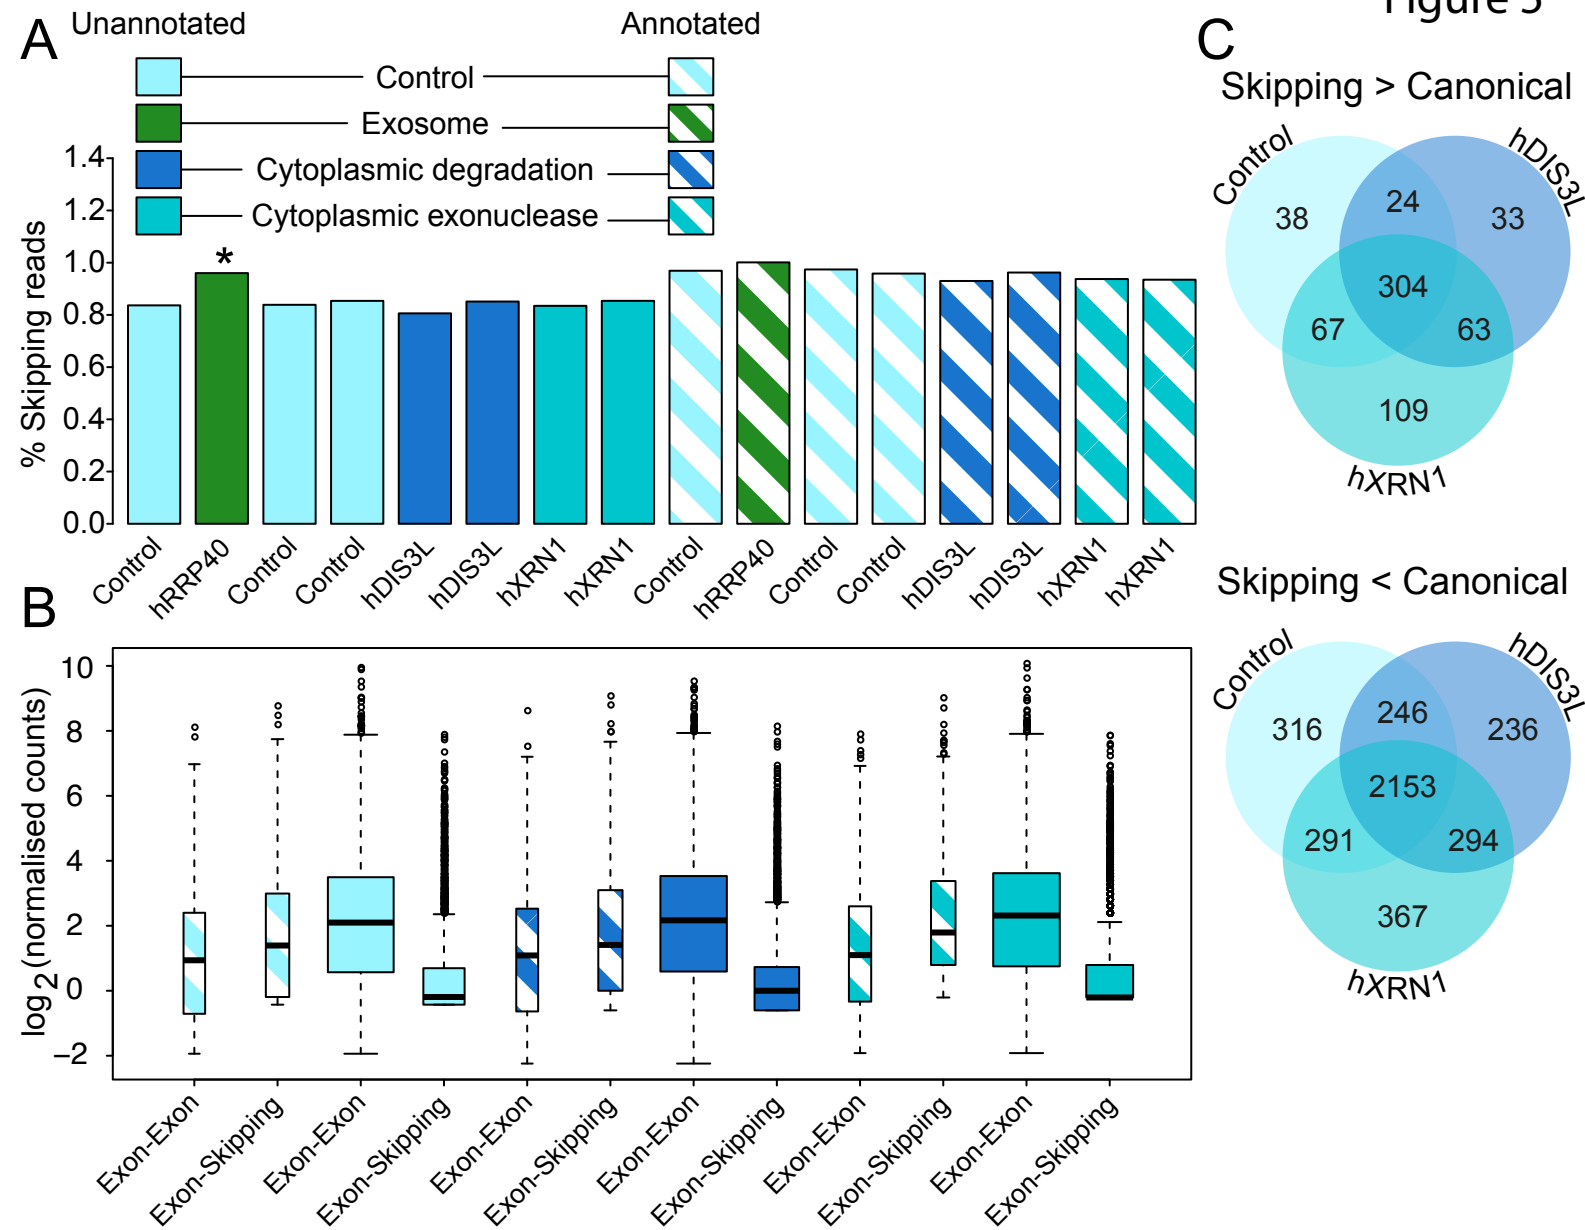 Figure 5
A
Unannotated
Annotated
Control
Exosome
Cytoplasmic degradation
Cytoplasmic exonuclease
% Skipping reads
1.4
1.2
1.0
0.8
0.6
0.4
0.2
0.0
*
Control
hRRP40
Control
Control
hDIS3L
hDIS3L
hXRN1
hXRN1
Control
hRRP40
Control
Control
hDIS3L
hDIS3L
hXRN1
hXRN1
B
log2(normalised counts)
10
8
6
4
2
0
−2
Exon-Exon
Exon-Skipping
Exon-Exon
Exon-Skipping
Exon-Exon
Exon-Skipping
Exon-Exon
Exon-Skipping
Exon-Exon
Exon-Skipping
Exon-Exon
Exon-Skipping
C
Skipping > Canonical
Control
hDIS3L
38
24
33
304
67
63
109
hXRN1
Skipping < Canonical
Control
hDIS3L
316
246
236
2153
291
294
367
hXRN1